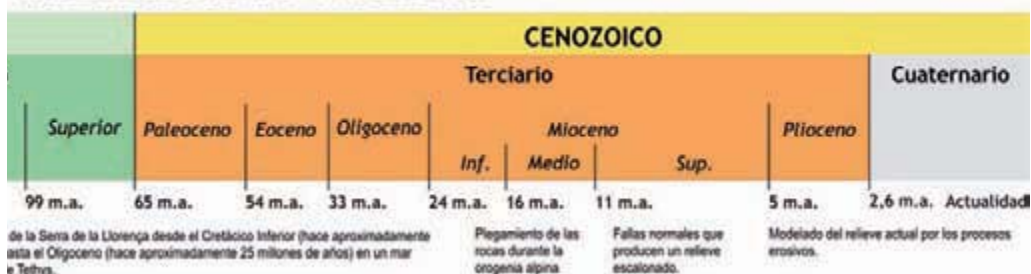 CENOZOICO
Terciario
Cuaternario
Superior
Paleoceno
Eoceno
Oligoceno
Mioceno
Plioceno
Inf.
Medio
Sup.
99 m.a.
65 m.a.
54 m.a.
33 m.a.
24 m.a.
16 m.a.
11 m.a.
5 m.a.
2,6 m.a.
Actualidad
de la Serra de la Llorença desde el Cretácico Inferior (hace aproximadamente
asta el Oligoceno (hace aproximadamente 25 millones de años) en un mar
e Tethys.
Plegamiento de las
rocas durante la
orogenia alpina
Fallas normales que
producen un relieve
escalonado.
Modelado del relieve actual por los procesos
erosivos.